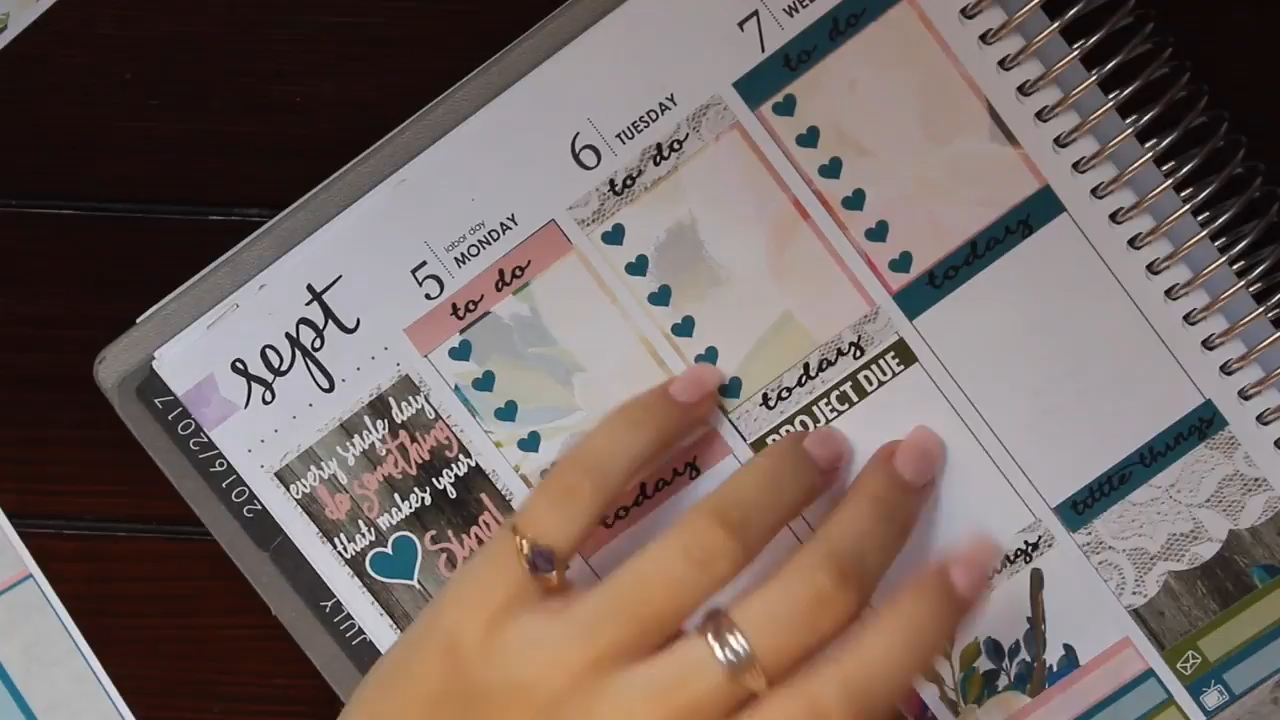 sept
2016/2017
JULY
every single day
do something
that makes your
5
labor day
MONDAY
to do
today
6
TUESDAY
to do
today
PROJECT DUE
7
to do
today
little things